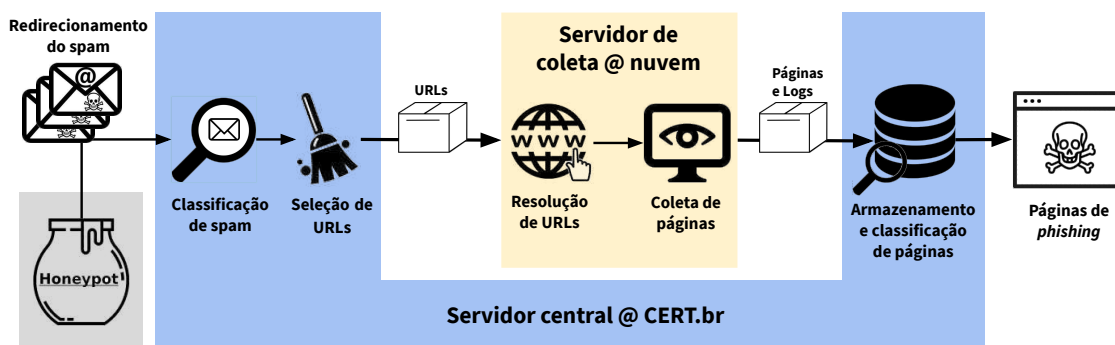 Redirecionamento
do spam
@
Honeypot
Classificação
de spam
Seleção de
URLs
URLs
Servidor de
coleta @ nuvem
W W W
Resolução
de URLs
Coleta de
páginas
Páginas
e Logs
Armazenamento
e classificação
de páginas
Páginas de
phishing
Servidor central @ CERT.br